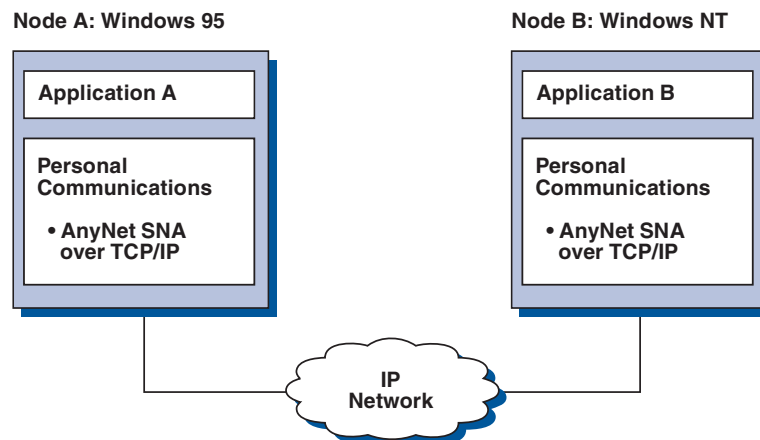 Node A: Windows 95
Node B: Windows NT
Application A
Application B
Personal
Communications
• AnyNet SNA
over TCP/IP
Personal
Communications
• AnyNet SNA
over TCP/IP
IP
Network